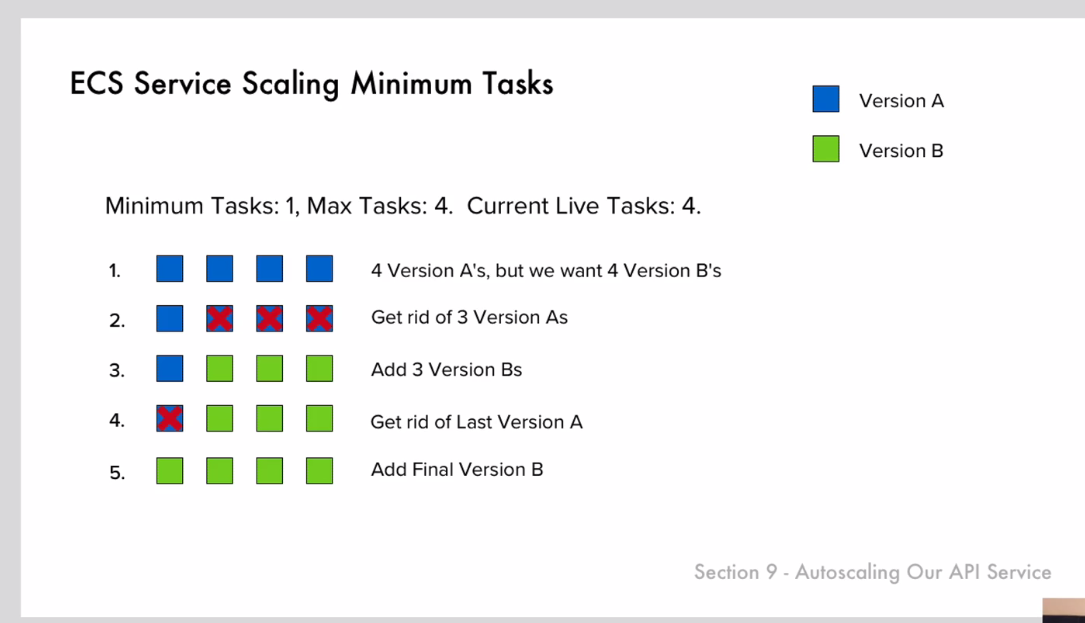 ECS Service Scaling Minimum Tasks
Version A
Version B
Minimum Tasks: 1, Max Tasks: 4.  Current Live Tasks: 4.
1. 4 Version A's, but we want 4 Version B's
2. Get rid of 3 Version As
3. Add 3 Version Bs
4. Get rid of Last Version A
5. Add Final Version B
Section 9 - Autoscaling Our API Service